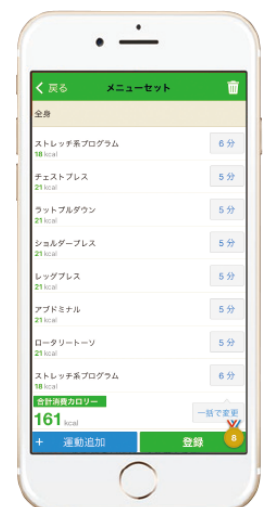 戻る メニューセット
全身
ストレッチ系プログラム 6 分
18 kcal
チェストプレス 5 分
21 kcal
ラットプルダウン 5 分
21 kcal
ショルダープレス 5 分
21 kcal
レッグプレス 5 分
21 kcal
アブドミナル 5 分
21 kcal
ロータリートーソ 5 分
21 kcal
ストレッチ系プログラム 6 分
18 kcal
合計消費カロリー
161 kcal 一括で変更
+ 運動追加 登録 8